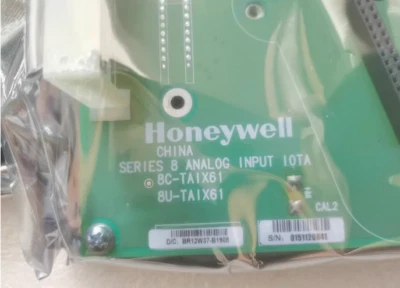 Honeywell
CHINA
SERIES 8 ANALOG INPUT IOTA
8C-TAIX61
8U-TAIX61
CAL2
D/C.
S/N.